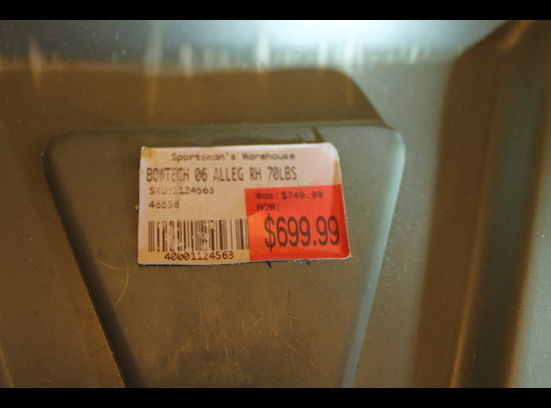 Sportsman's Warehouse
BOWTECH 06 ALLEG RH 70LBS
SKU:1124563
Was: $749.99
NOW:
$699.99
40001124563